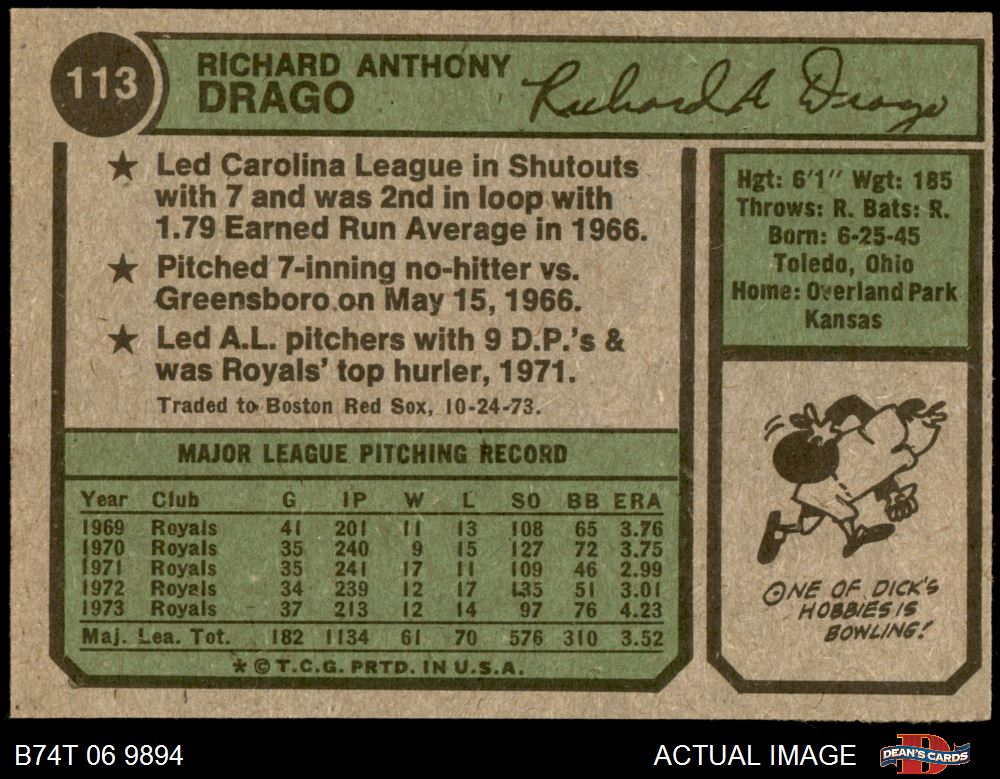 113
RICHARD ANTHONY
DRAGO
Richard A Drago
★ Led Carolina League in Shutouts
with 7 and was 2nd in loop with
1.79 Earned Run Average in 1966.
★ Pitched 7-inning no-hitter vs.
Greensboro on May 15, 1966.
★ Led A.L. pitchers with 9 D.P.'s &
was Royals' top hurler, 1971.
Traded to Boston Red Sox, 10-24-73.
Hgt: 6'1" Wgt: 185
Throws: R. Bats: R.
Born: 6-25-45
Toledo, Ohio
Home: Overland Park
Kansas
MAJOR LEAGUE PITCHING RECORD
Year Club G IP W L SO BB ERA
1969 Royals 41 201 11 13 108 65 3.76
1970 Royals 35 240 9 15 127 72 3.75
1971 Royals 35 241 17 11 109 46 2.99
1972 Royals 34 239 12 17 135 51 3.01
1973 Royals 37 213 12 14 97 76 4.23
Maj. Lea. Tot. 182 1134 61 70 576 310 3.52
* © T.C.G. PRTD. IN U.S.A.
ONE OF DICK'S
HOBBIES IS
BOWLING!
B74T 06 9894
ACTUAL IMAGE
DEAN'S CARDS